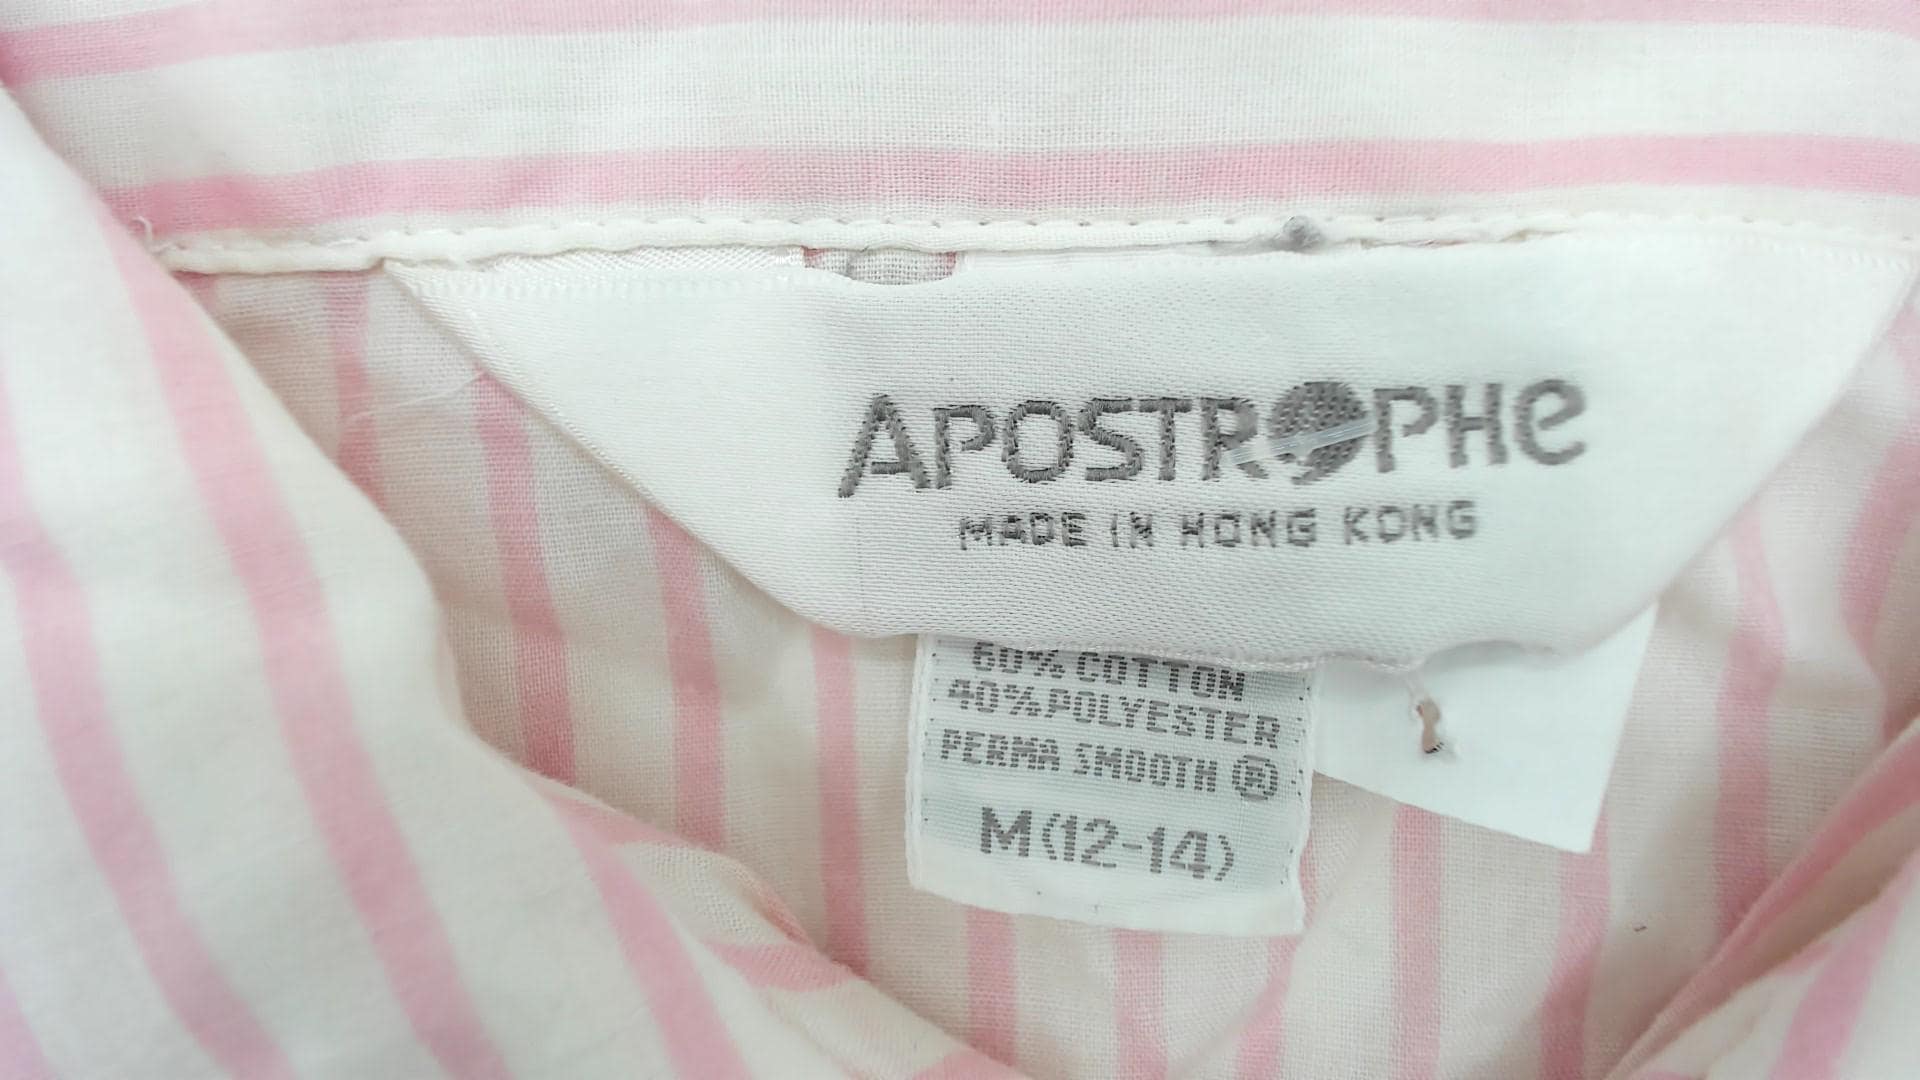 APOSTROPHE
MADE IN HONG KONG
60% COTTON
40% POLYESTER
PERMA SMOOTH ®
M (12-14)